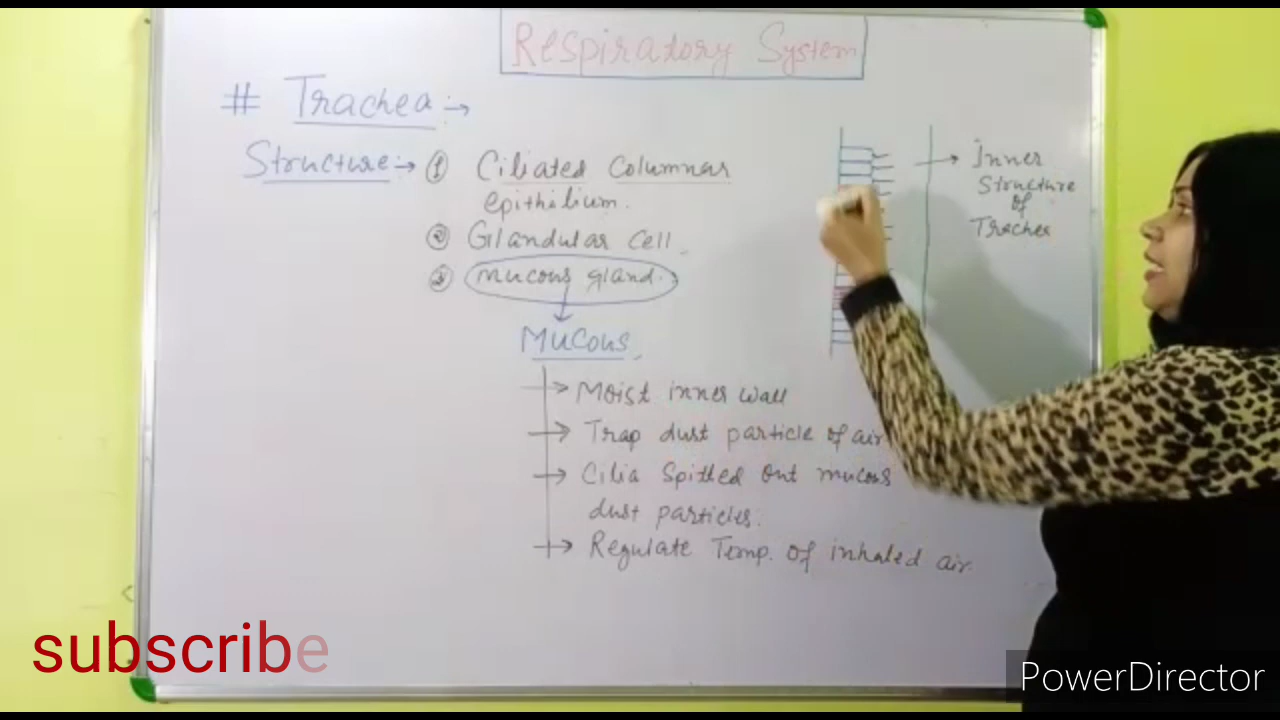 Respiratory System
# Trachea :→
Structure :→ ① Ciliated Columnar
epithilium.
② Glandular Cell.
③ mucous gland.
Mucous
→ Moist inner wall
→ Trap dust particle of air
→ Cilia Spitted out mucous
dust particles.
→ Regulate Temp. of inhaled air.
→ Inner
Structure
of
Trachea
subscribe
PowerDirector